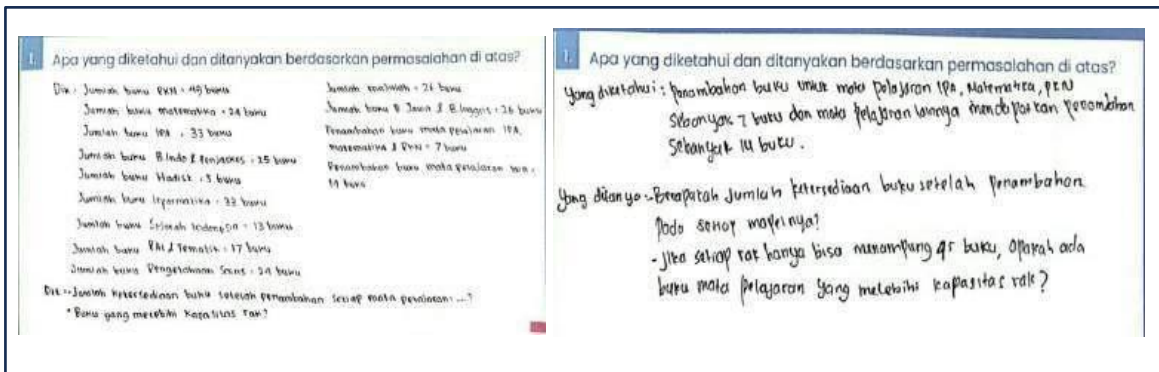 1. Apa yang diketahui dan ditanyakan berdasarkan permasalahan di atas?
Dik : Jumlah buku PKN = 49 buku
Jumlah buku matematika = 24 buku
Jumlah buku IPA = 33 buku
Jumlah buku B.Indo & Penjaskes = 25 buku
Jumlah buku Hadist = 5 buku
Jumlah buku Informatika = 33 buku
Jumlah buku Sejarah Indonesia = 13 buku
Jumlah buku PAI & Tematik = 17 buku
Jumlah buku Pengetahuan Sosial = 24 buku
Jumlah = 21 buku
Jumlah buku B. Jawa & B.Inggris = 26 buku
Penambahan buku mata pelajaran IPA,
matematika & PKN = 7 buku
Penambahan buku mata pelajaran lain =
14 buku
Dit : - Jumlah ketersediaan buku setelah penambahan setiap mata pelajaran ...?
• Buku yang melebihi kapasitas rak?
1. Apa yang diketahui dan ditanyakan berdasarkan permasalahan di atas?
Yang diketahui : Penambahan buku untuk mata pelajaran IPA, Matematika, PKN
Sebanyak 7 buku dan mata pelajaran lainnya mendapatkan penambahan
Sebanyak 14 buku.
Yang ditanya :- Berapakah Jumlah ketersediaan buku setelah Penambahan
Pada setiap mapelnya?
- Jika setiap rak hanya bisa menampung 45 buku, apakah ada
buku mata pelajaran yang melebihi kapasitas rak?